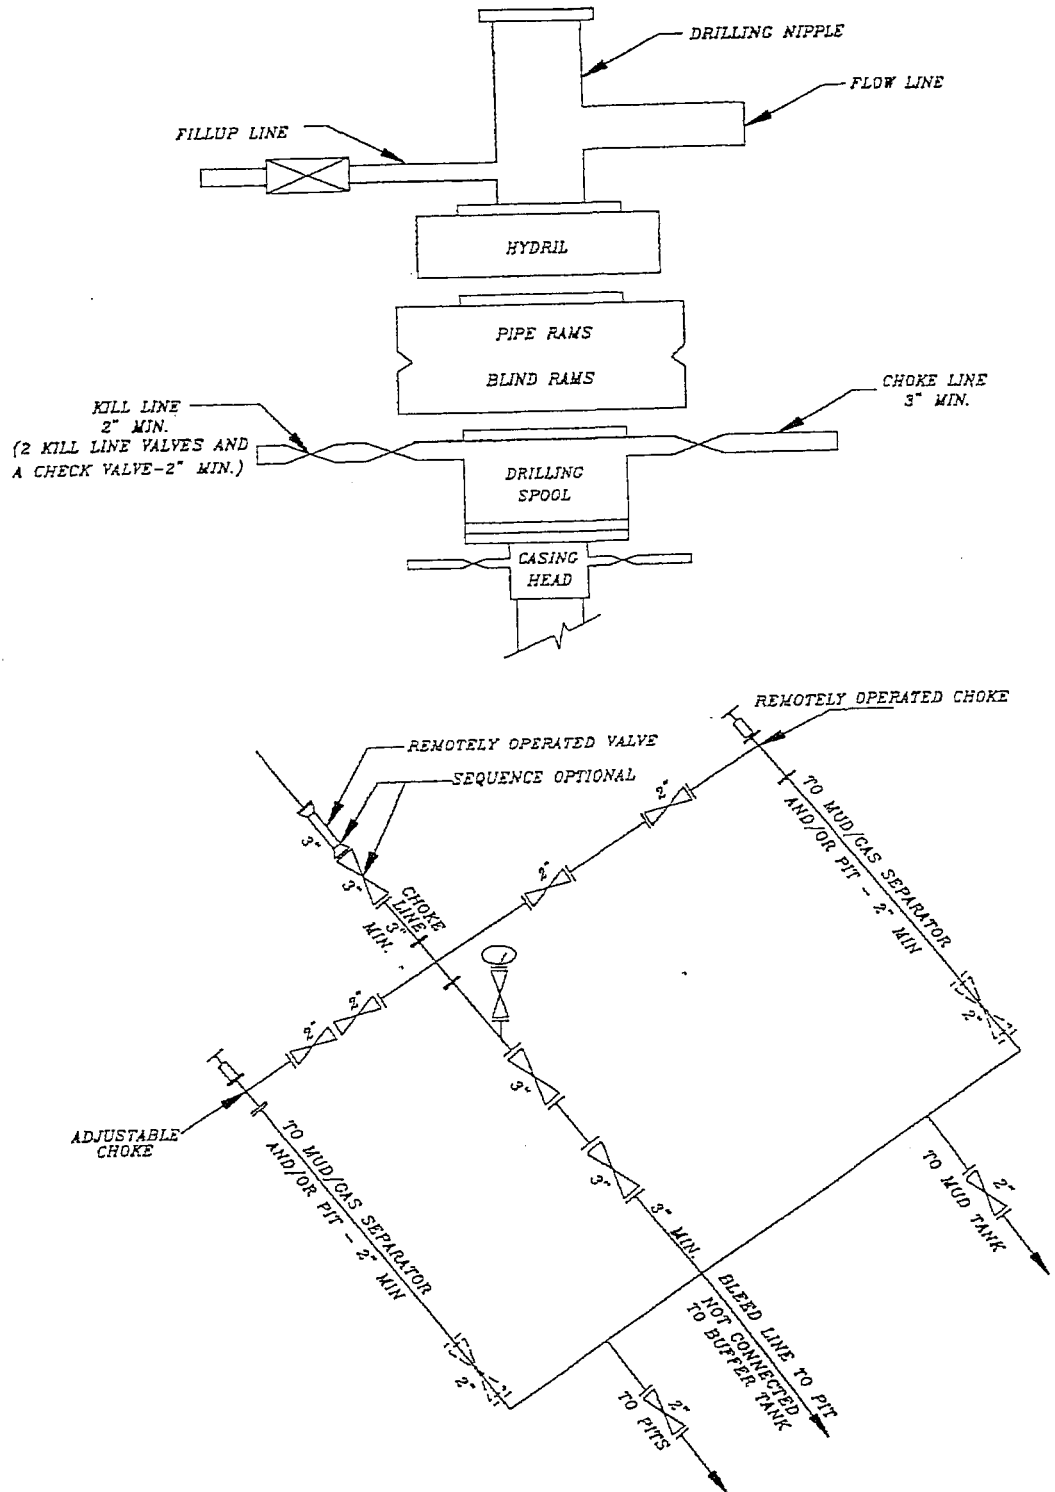 DRILLING NIPPLE
FLOW LINE
FILLUP LINE
HYDRIL
PIPE RAMS
BLIND RAMS
CHOKE LINE
3" MIN.
KILL LINE
2" MIN.
(2 KILL LINE VALVES AND
A CHECK VALVE-2" MIN.)
DRILLING
SPOOL
CASING
HEAD
REMOTELY OPERATED CHOKE
REMOTELY OPERATED VALVE
SEQUENCE OPTIONAL
3"
3"
CHOKE
LINE
3"
MIN.
2"
2"
TO MUD/GAS SEPARATOR
AND/OR PIT - 2" MIN
2"
2"
2"
ADJUSTABLE
CHOKE
TO MUD/GAS SEPARATOR
AND/OR PIT - 2" MIN
2"
3"
3"
3" MIN.
BLEED LINE TO PIT
NOT CONNECTED
TO BUFFER TANK
2"
TO MUD TANK
2"
TO PITS